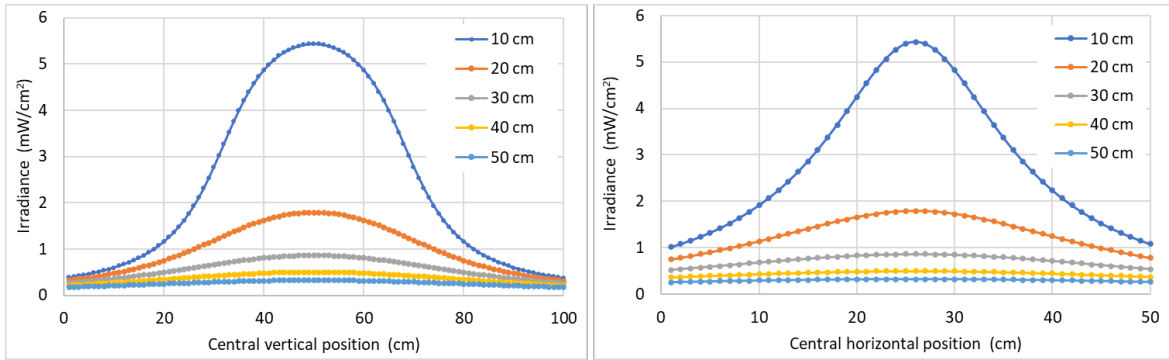 Irradiance (mW/cm²)
6
5
4
3
2
1
0
10 cm
20 cm
30 cm
40 cm
50 cm
0 20 40 60 80 100
Central vertical position (cm)
Irradiance (mW/cm²)
6
5
4
3
2
1
0
10 cm
20 cm
30 cm
40 cm
50 cm
0 10 20 30 40 50
Central horizontal position (cm)